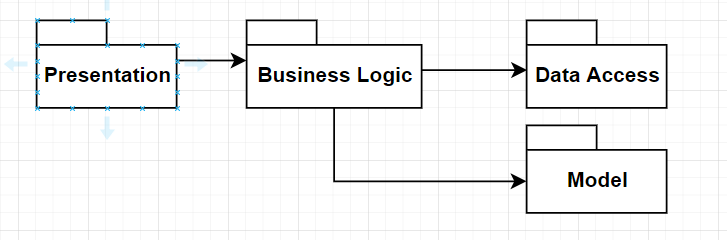 Presentation
Business Logic
Data Access
Model